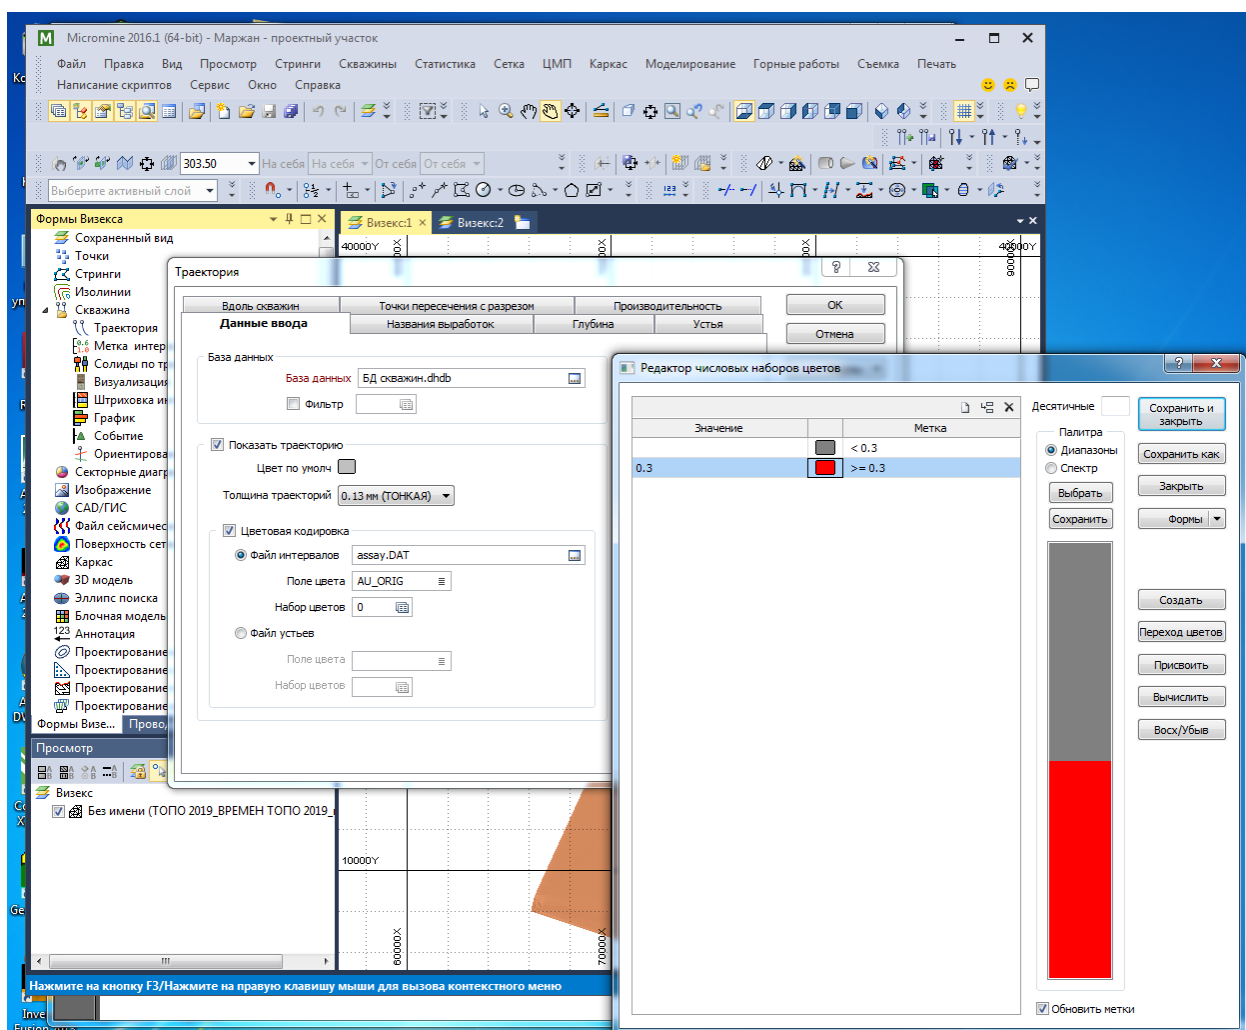 Micromine 2016.1 (64-bit) - Маржан - проектный участок
Файл Правка Вид Просмотр Стринги Скважины Статистика Сетка ЦМП Каркас Моделирование Горные работы Съемка Печать
Написание скриптов Сервис Окно Справка
303.50 На себя На себя От себя От себя
Выберите активный слой
Формы Визекса
Визекс:1 Визекс:2
Сохраненный вид
Точки
Стринги
Изолинии
Скважина
Траектория
Метка интер
Солиды по тр
Визуализация
Штриховка ин
График
Событие
Ориентирова
Секторные диагр
Изображение
CAD/ГИС
Файл сейсмичес
Поверхность сет
Каркас
3D модель
Эллипс поиска
Блочная модель
Аннотация
Проектирование
Проектирование
Проектирование
Проектирование
Формы Визе... Прово
Просмотр
Визекс
Без имени (ТОПО 2019_ВРЕМЕН ТОПО 2019_
Нажмите на кнопку F3/Нажмите на правую клавишу мыши для вызова контекстного меню
40000Y
40000Y
90000X
10000Y
60000X
70000X
Траектория
Вдоль скважин Точки пересечения с разрезом Производительность
Данные ввода Названия выработок Глубина Устья
OK
Отмена
База данных
База данных БД скважин.dhdb
Фильтр
Показать траекторию
Цвет по умолч
Толщина траекторий 0.13 мм (ТОНКАЯ)
Цветовая кодировка
Файл интервалов assay.DAT
Поле цвета AU_ORIG
Набор цветов 0
Файл устьев
Поле цвета
Набор цветов
Редактор числовых наборов цветов
Значение Метка
< 0.3
0.3 >= 0.3
Десятичные
Палитра
Диапазоны
Спектр
Выбрать
Сохранить
Сохранить и закрыть
Сохранить как
Закрыть
Формы
Создать
Переход цветов
Присвоить
Вычислить
Восх/Убыв
Обновить метки
Inve